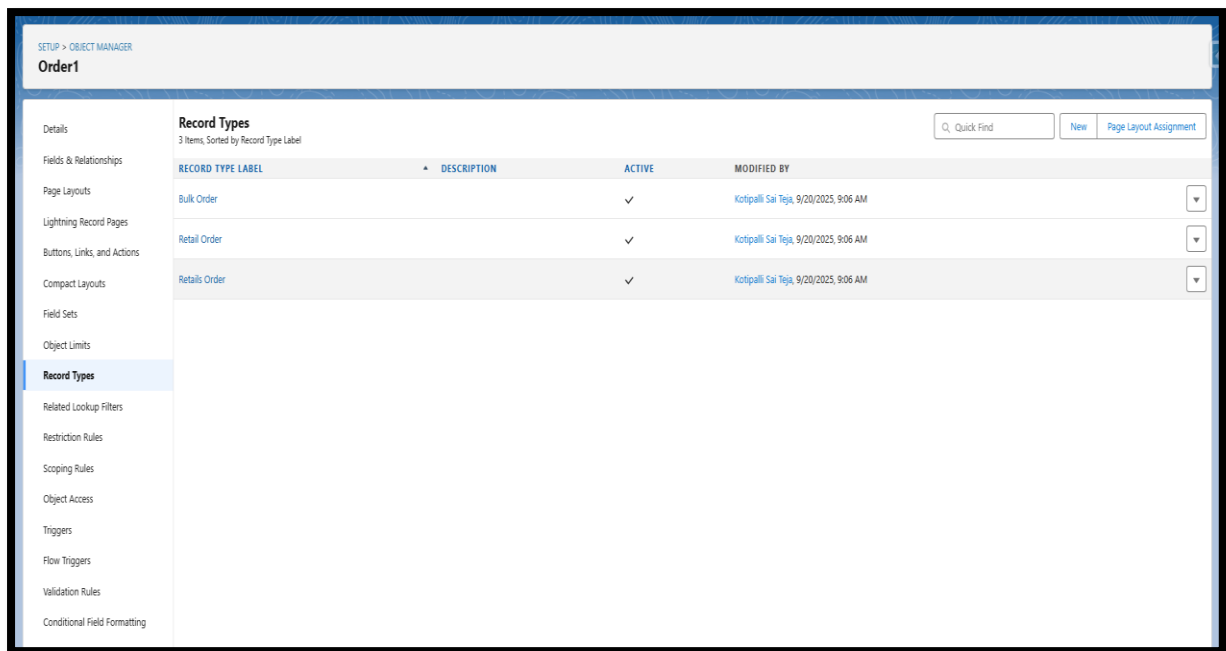 SETUP > OBJECT MANAGER
Order1
Details
Fields & Relationships
Page Layouts
Lightning Record Pages
Buttons, Links, and Actions
Compact Layouts
Field Sets
Object Limits
Record Types
Related Lookup Filters
Restriction Rules
Scoping Rules
Object Access
Triggers
Flow Triggers
Validation Rules
Conditional Field Formatting
Record Types
3 Items, Sorted by Record Type Label
Quick Find
New
Page Layout Assignment
RECORD TYPE LABEL DESCRIPTION ACTIVE MODIFIED BY
Bulk Order Kotipalli Sai Teja, 9/20/2025, 9:06 AM
Retail Order Kotipalli Sai Teja, 9/20/2025, 9:06 AM
Retails Order Kotipalli Sai Teja, 9/20/2025, 9:06 AM